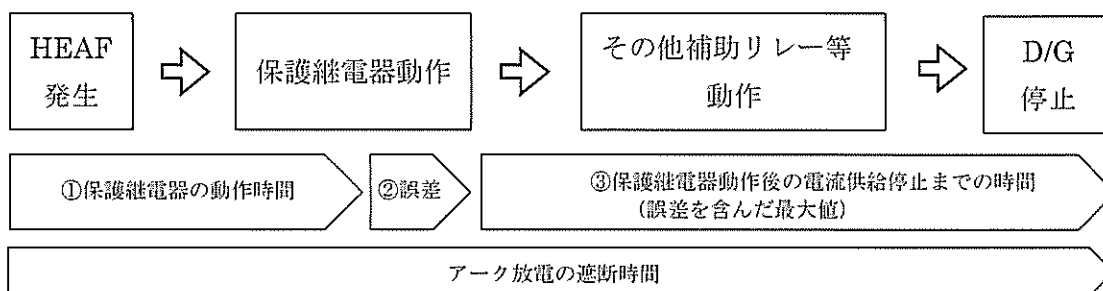 HEAF
発生
保護継電器動作
その他補助リレー等
動作
D/G
停止
①保護継電器の動作時間
②誤差
③保護継電器動作後の電流供給停止までの時間
(誤差を含んだ最大値)
アーク放電の遮断時間